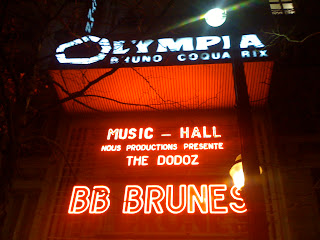 OLYMPIA
BRUNO COQUATRIX
MUSIC - HALL
NOUS PRODUCTIONS PRESENTE
THE DODOZ
BB BRUNES